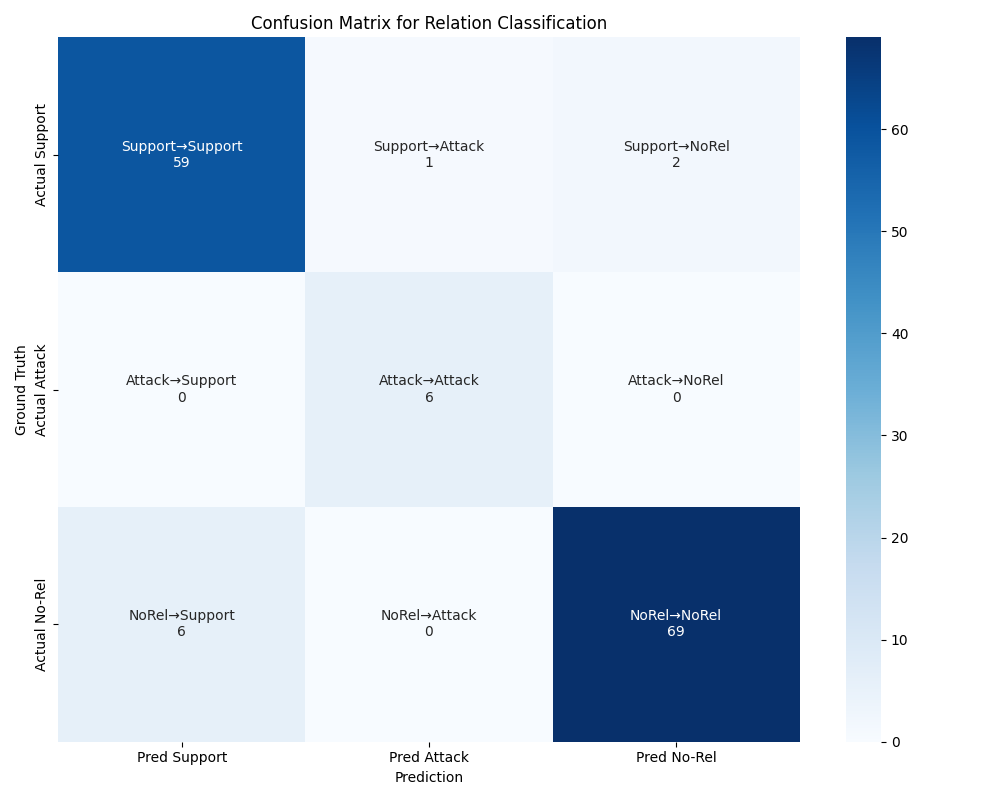 Confusion Matrix for Relation Classification
Ground Truth
Actual Support
Support→Support
59
Support→Attack
1
Support→NoRel
2
Actual Attack
Attack→Support
0
Attack→Attack
6
Attack→NoRel
0
Actual No-Rel
NoRel→Support
6
NoRel→Attack
0
NoRel→NoRel
69
Pred Support
Pred Attack
Pred No-Rel
Prediction
60
50
40
30
20
10
0